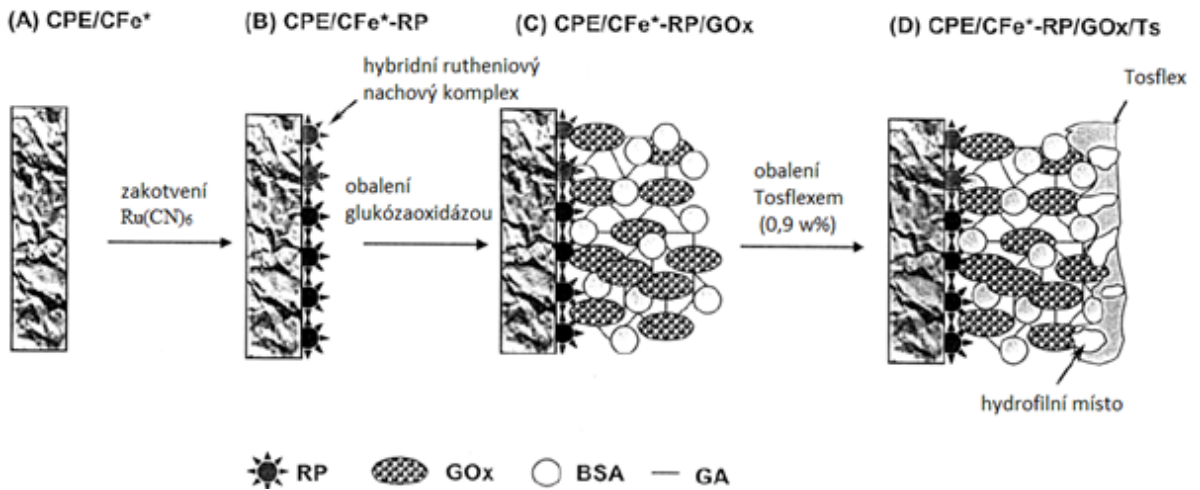 (A) CPE/CFe*
(B) CPE/CFe*-RP
(C) CPE/CFe*-RP/GOx
(D) CPE/CFe*-RP/GOx/Ts
hybridní rutheniový
nachový komplex
Tosflex
zakotvení
Ru(CN)6
obalení
glukózaoxidázou
obalení
Tosflexem
(0,9 w%)
hydrofilní místo
RP
GOx
BSA
GA